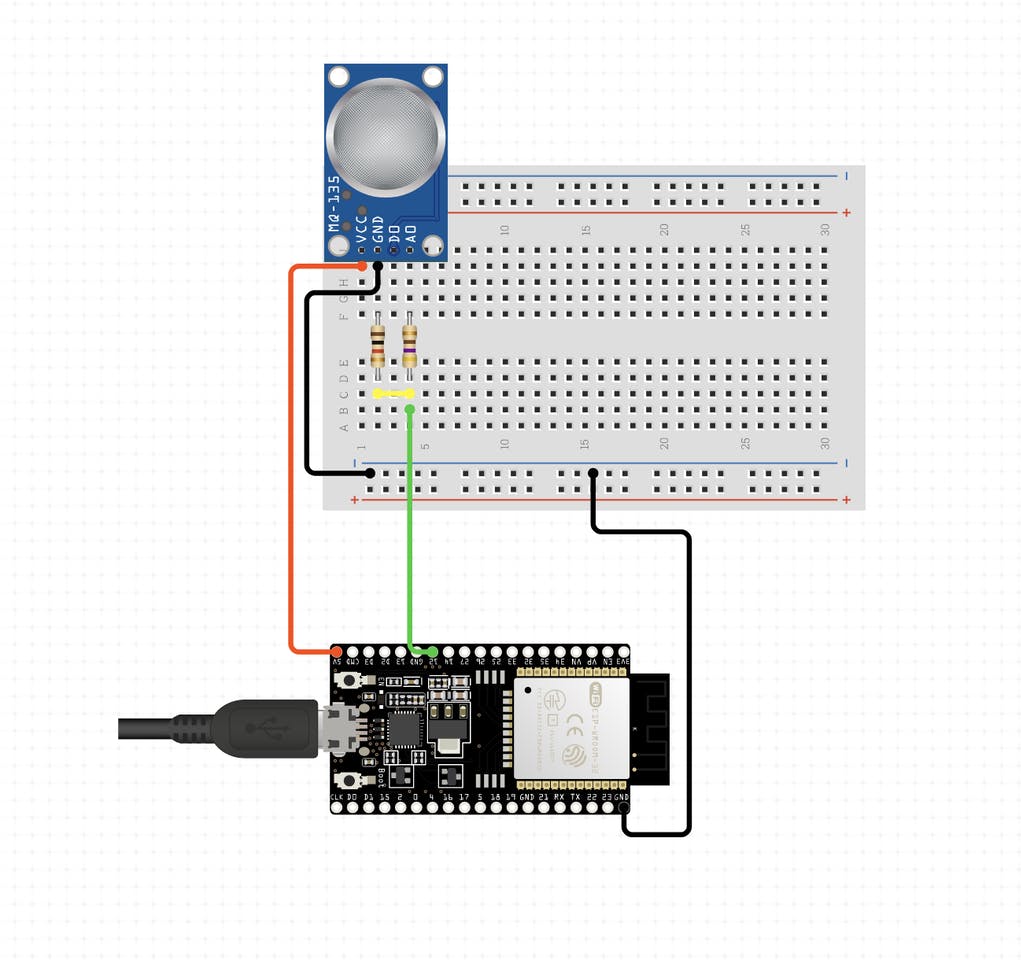 MQ-135
VCC
GND
DO
AO
10
15
20
25
30
H
G
F
E
D
C
B
A
1
5
10
15
20
25
30
5V CMD D3 D2 13 GND 12 14 27 26 25 33 32 35 34 VN VP EN 3V3
EN
WiFi
CE
Boot
CLK D0 D1 15 2 0 4 16 17 5 18 19 GND 21 RX TX 22 23 GND